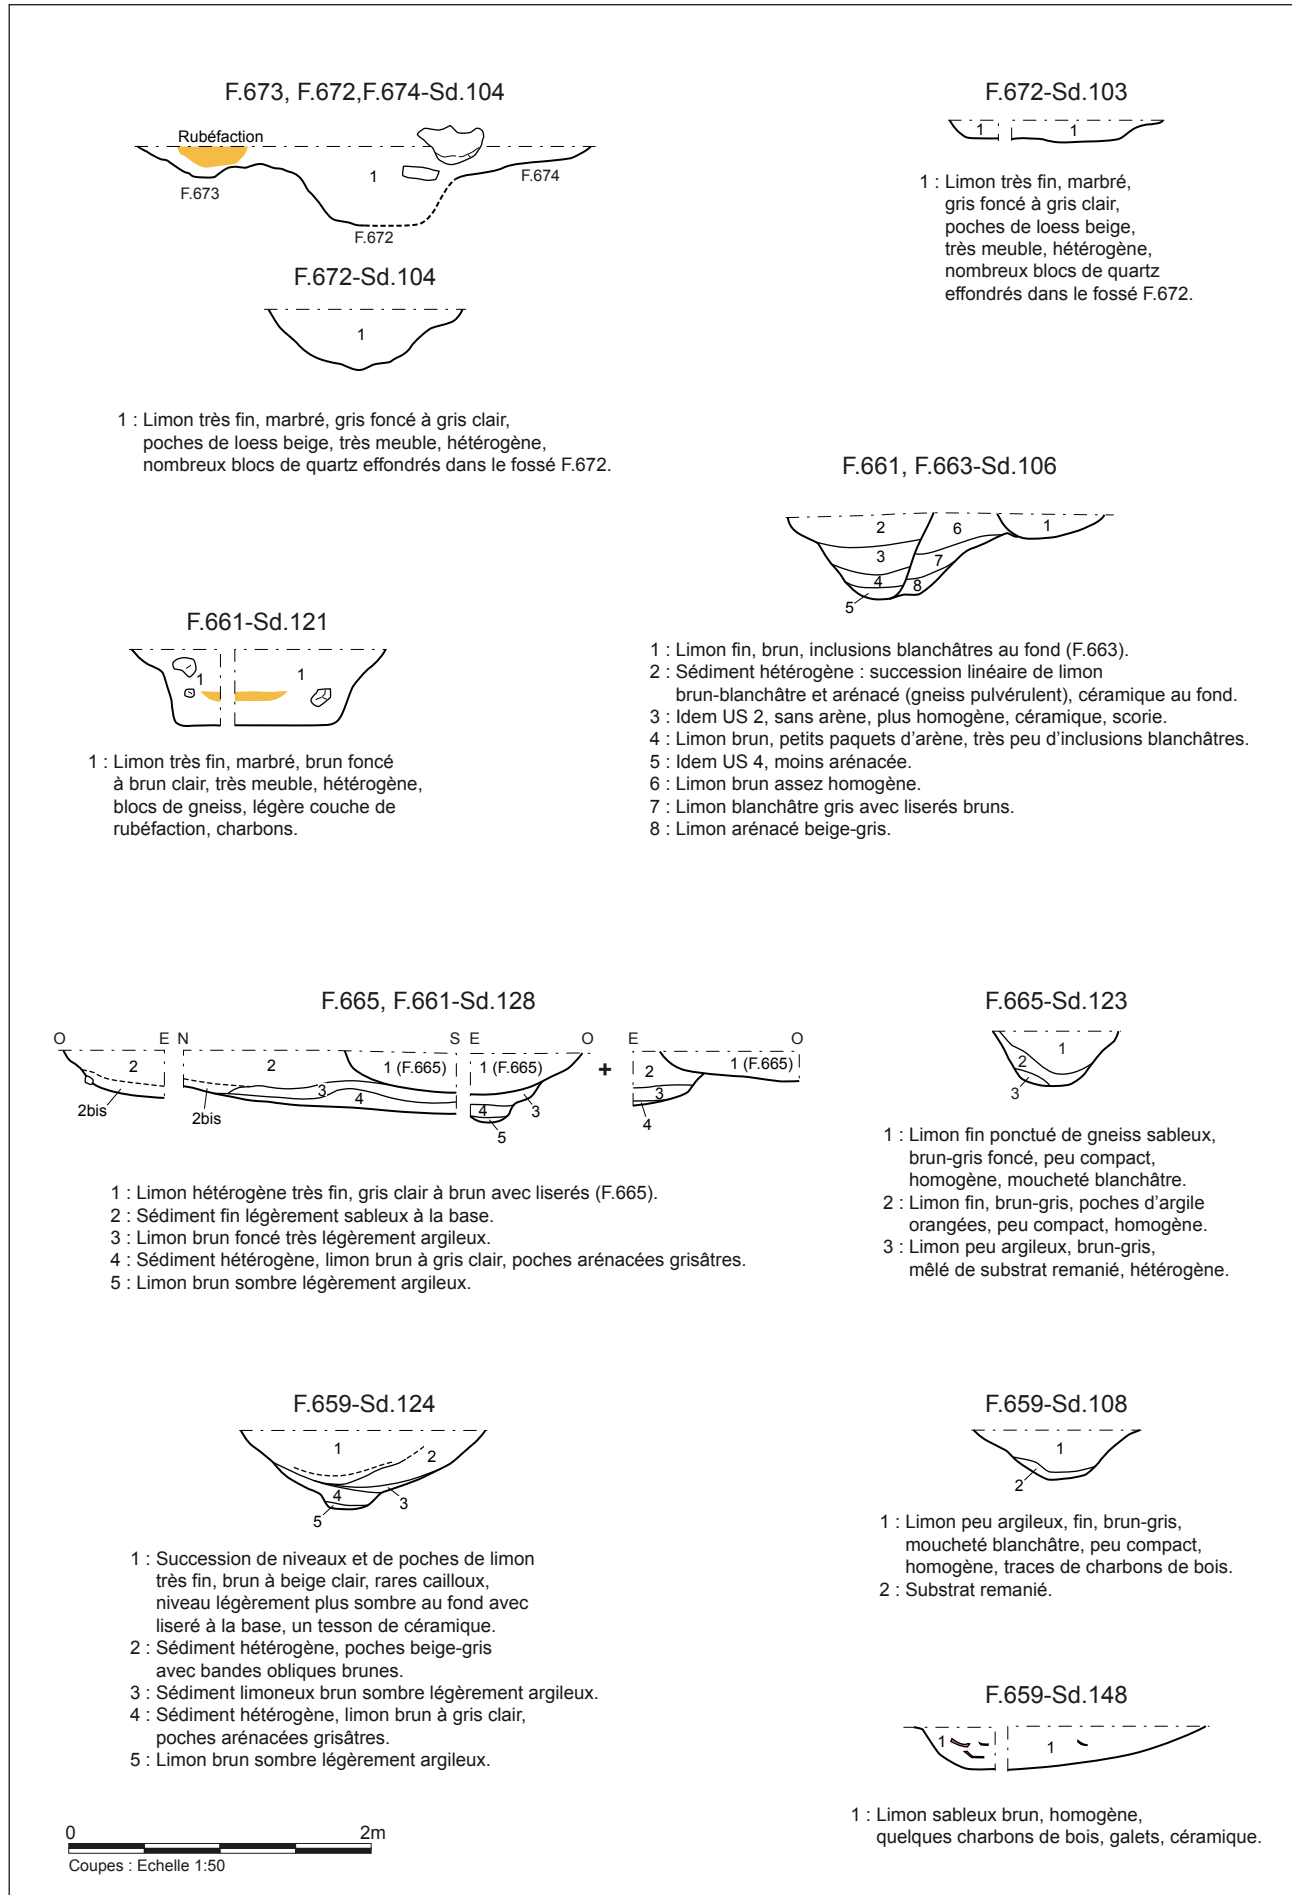 F.673, F.672,F.674-Sd.104
Rubéfaction
1
F.673
F.674
F.672
F.672-Sd.104
1
1 : Limon très fin, marbré, gris foncé à gris clair,
poches de loess beige, très meuble, hétérogène,
nombreux blocs de quartz effondrés dans le fossé F.672.
F.672-Sd.103
1 1
1 : Limon très fin, marbré,
gris foncé à gris clair,
poches de loess beige,
très meuble, hétérogène,
nombreux blocs de quartz
effondrés dans le fossé F.672.
F.661, F.663-Sd.106
2 6 1
3 7
4 8
5
1 : Limon fin, brun, inclusions blanchâtres au fond (F.663).
2 : Sédiment hétérogène : succession linéaire de limon
brun-blanchâtre et arénacé (gneiss pulvérulent), céramique au fond.
3 : Idem US 2, sans arène, plus homogène, céramique, scorie.
4 : Limon brun, petits paquets d'arène, très peu d'inclusions blanchâtres.
5 : Idem US 4, moins arénacée.
6 : Limon brun assez homogène.
7 : Limon blanchâtre gris avec liserés bruns.
8 : Limon arénacé beige-gris.
F.661-Sd.121
1 1
1 : Limon très fin, marbré, brun foncé
à brun clair, très meuble, hétérogène,
blocs de gneiss, légère couche de
rubéfaction, charbons.
F.665, F.661-Sd.128
O E N S E O E O
2 2 1 (F.665) 1 (F.665) + 2 1 (F.665)
3 4 3 4 3
2bis 2bis 5 4
1 : Limon hétérogène très fin, gris clair à brun avec liserés (F.665).
2 : Sédiment fin légèrement sableux à la base.
3 : Limon brun foncé très légèrement argileux.
4 : Sédiment hétérogène, limon brun à gris clair, poches arénacées grisâtres.
5 : Limon brun sombre légèrement argileux.
F.665-Sd.123
1
2
3
1 : Limon fin ponctué de gneiss sableux,
brun-gris foncé, peu compact,
homogène, moucheté blanchâtre.
2 : Limon fin, brun-gris, poches d'argile
orangées, peu compact, homogène.
3 : Limon peu argileux, brun-gris,
mêlé de substrat remanié, hétérogène.
F.659-Sd.124
1 2
4 3
5
1 : Succession de niveaux et de poches de limon
très fin, brun à beige clair, rares cailloux,
niveau légèrement plus sombre au fond avec
liseré à la base, un tesson de céramique.
2 : Sédiment hétérogène, poches beige-gris
avec bandes obliques brunes.
3 : Sédiment limoneux brun sombre légèrement argileux.
4 : Sédiment hétérogène, limon brun à gris clair,
poches arénacées grisâtres.
5 : Limon brun sombre légèrement argileux.
F.659-Sd.108
1
2
1 : Limon peu argileux, fin, brun-gris,
moucheté blanchâtre, peu compact,
homogène, traces de charbons de bois.
2 : Substrat remanié.
F.659-Sd.148
1 1
1 : Limon sableux brun, homogène,
quelques charbons de bois, galets, céramique.
0 2m
Coupes : Echelle 1:50